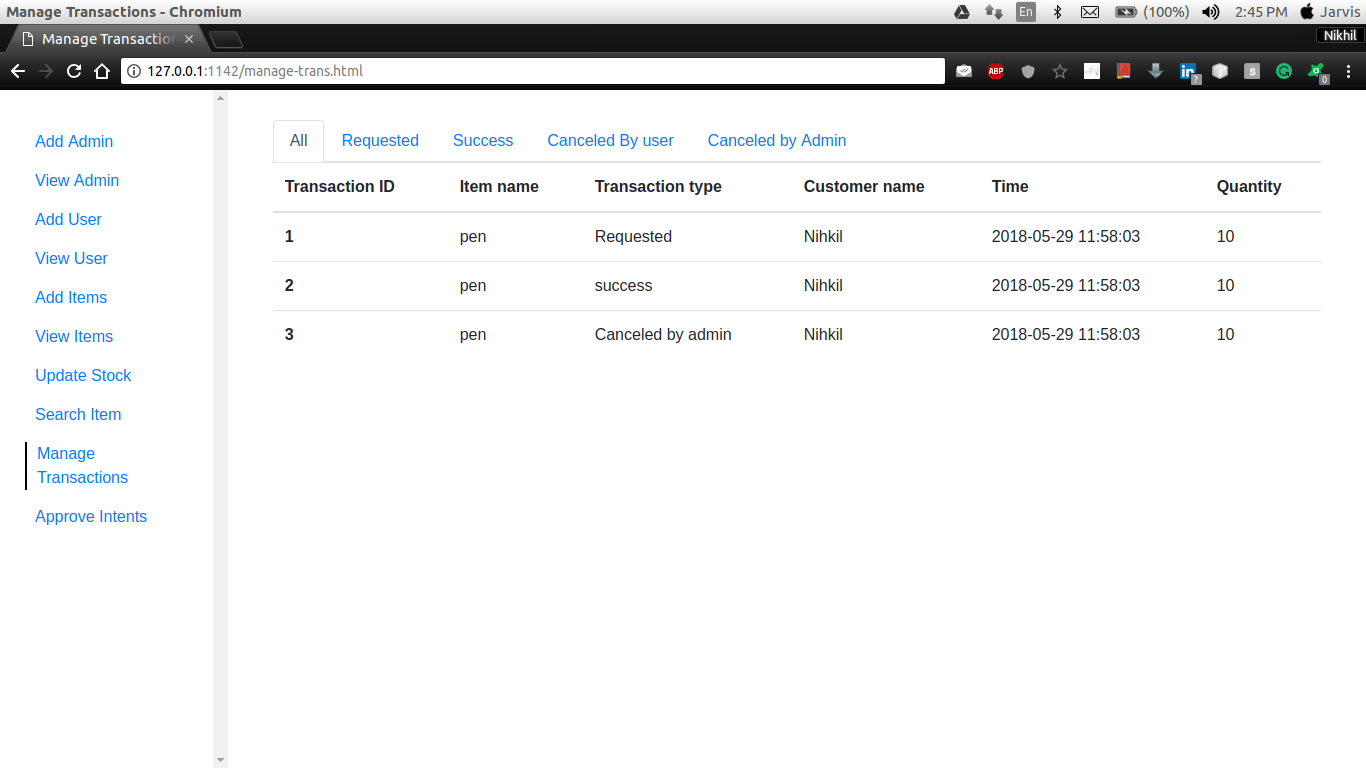 Manage Transactions - Chromium
En (100%) 2:45 PM Jarvis
Manage Transaction
Nikhil
127.0.0.1:1142/manage-trans.html
ABP in ? S G a 0
Add Admin
View Admin
Add User
View User
Add Items
View Items
Update Stock
Search Item
Manage
Transactions
Approve Intents
All Requested Success Canceled By user Canceled by Admin
Transaction ID Item name Transaction type Customer name Time Quantity
1 pen Requested Nihkil 2018-05-29 11:58:03 10
2 pen success Nihkil 2018-05-29 11:58:03 10
3 pen Canceled by admin Nihkil 2018-05-29 11:58:03 10